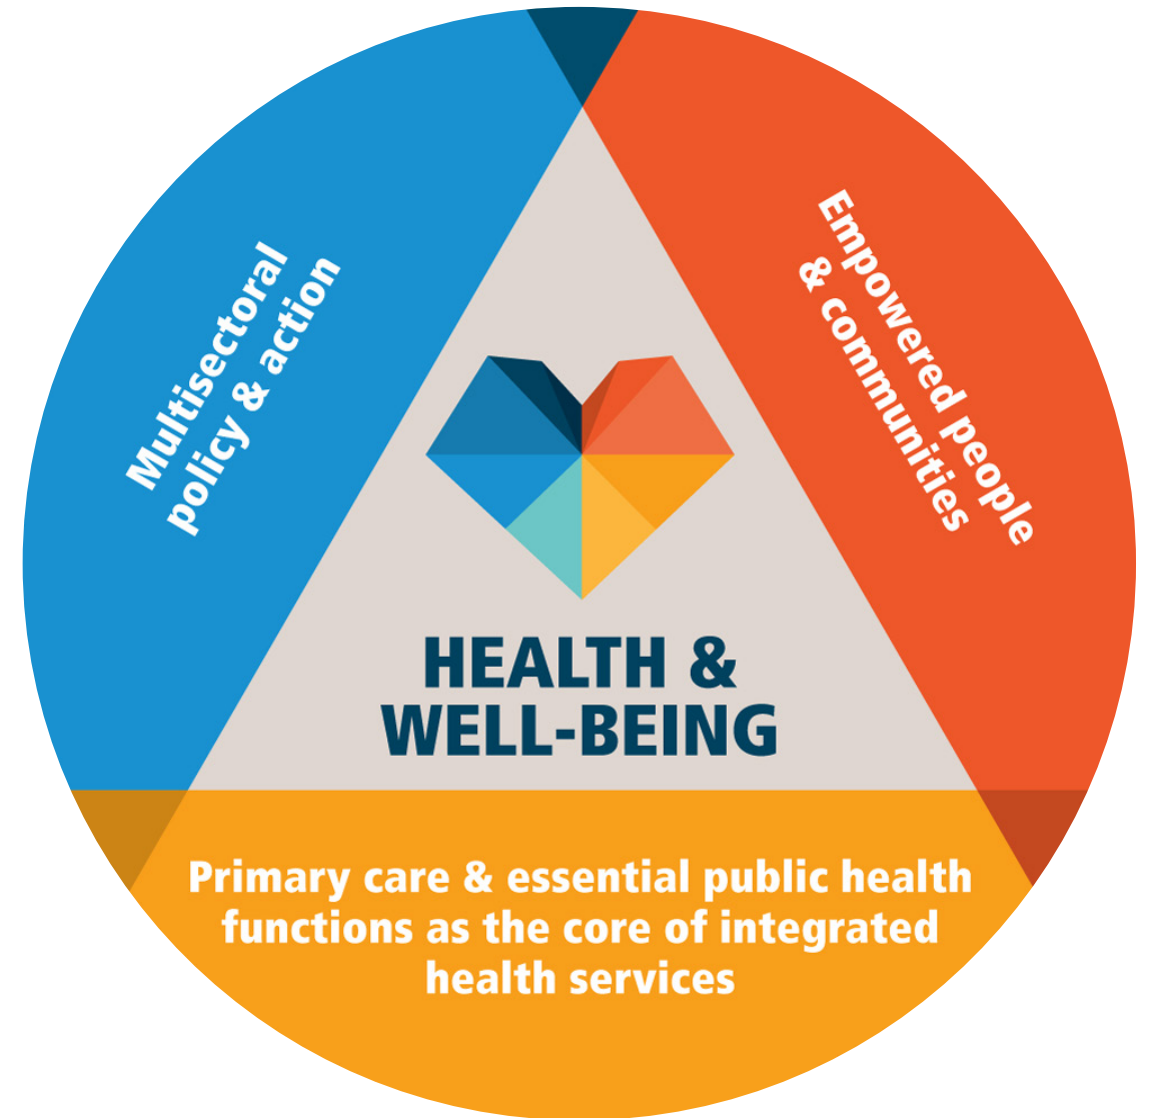 Multisectoral
policy & action
Empowered people
& communities
HEALTH &
WELL-BEING
Primary care & essential public health
functions as the core of integrated
health services